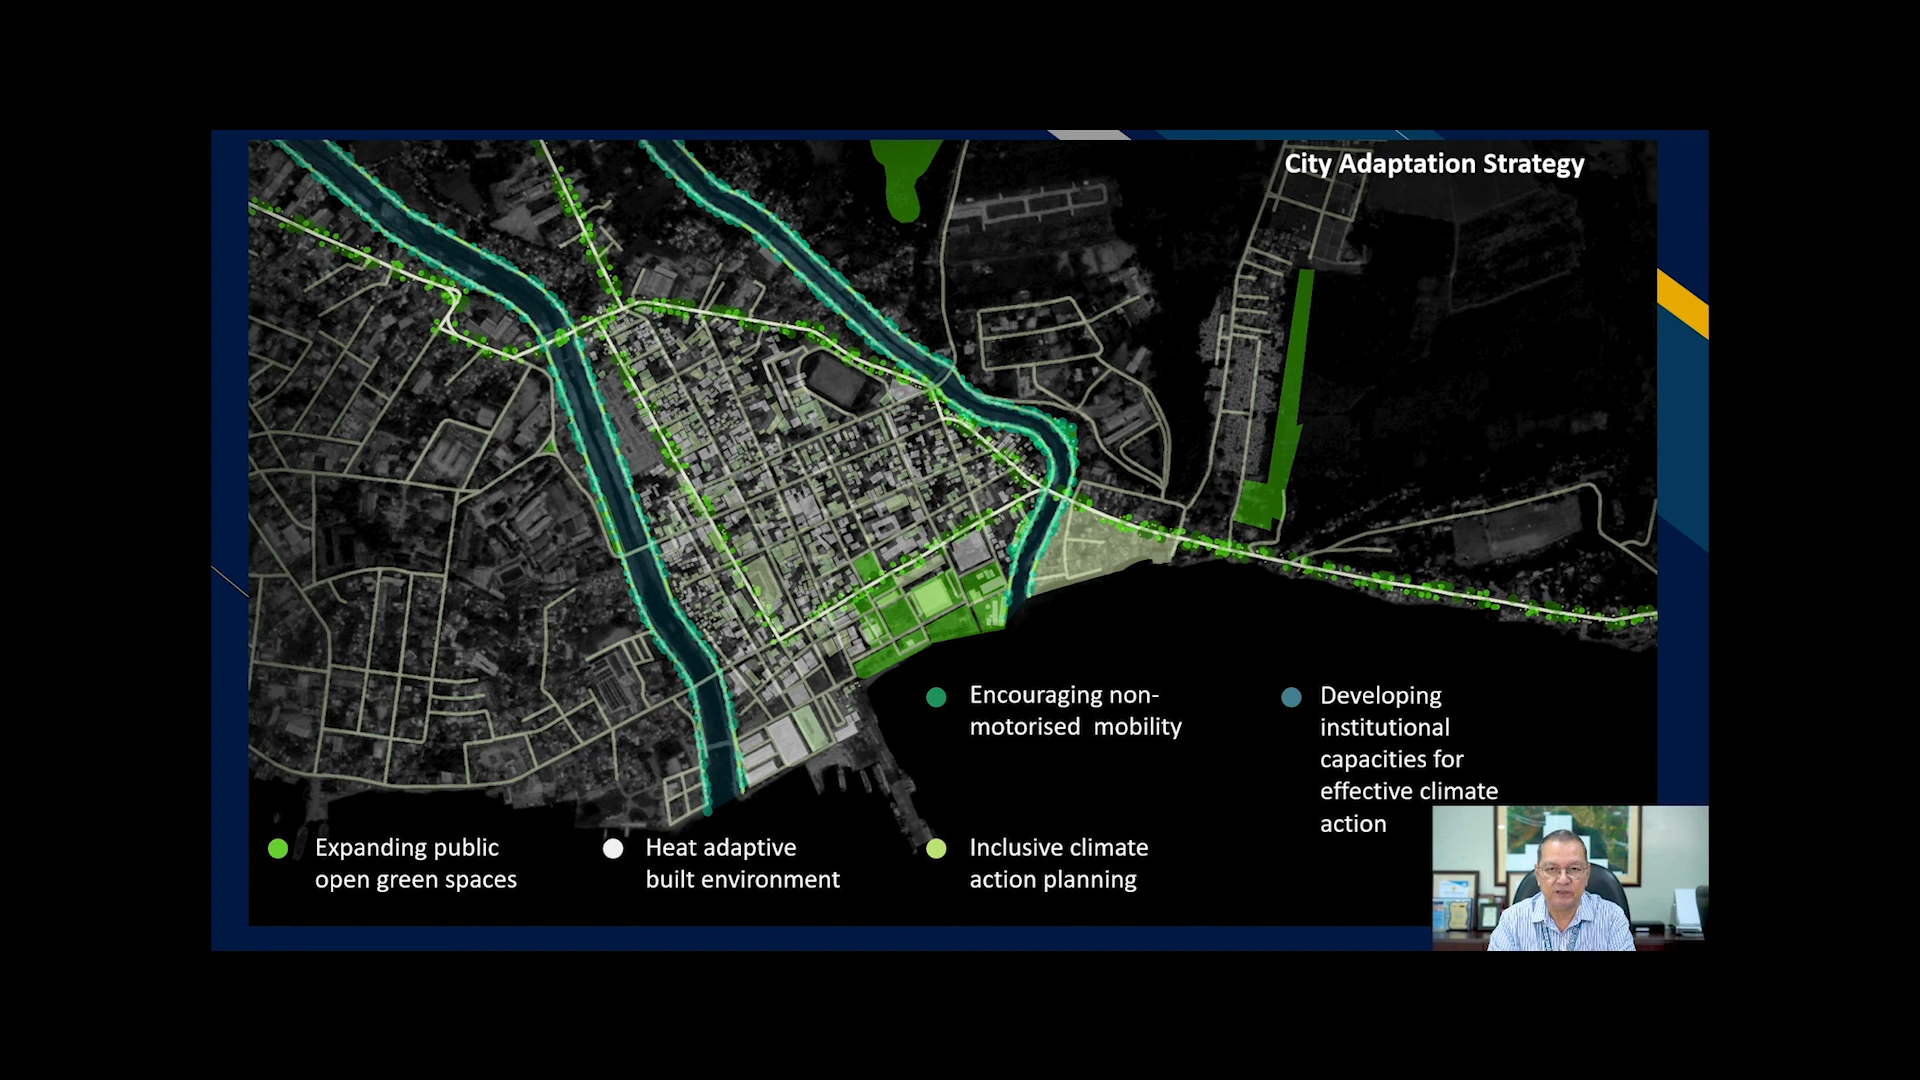 City Adaptation Strategy
Encouraging non-
motorised mobility
Developing
institutional
capacities for
effective climate
action
Expanding public
open green spaces
Heat adaptive
built environment
Inclusive climate
action planning